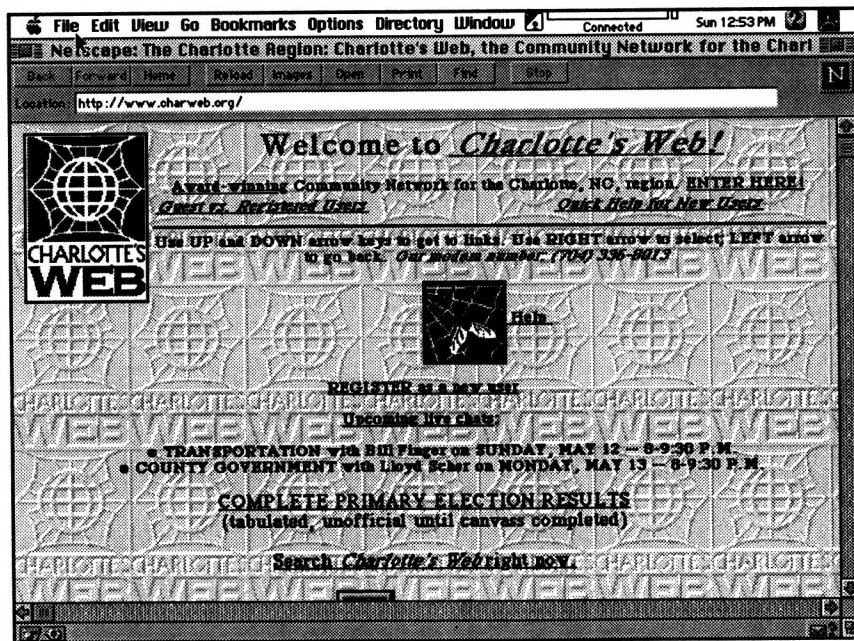 File Edit View Go Bookmarks Options Directory Window Connected Sun 12:53 PM
Netscape: The Charlotte Region: Charlotte's Web, the Community Network for the Charl
Back Forward Home Reload Images Open Print Find Stop
N
Location: http://www.charweb.org/
Welcome to Charlotte's Web!
Award-winning Community Network for the Charlotte, NC, region. ENTER HERE!
Guest vs. Registered Users Quick Help for New Users
CHARLOTTE'S
WEB
Use UP and DOWN arrow keys to get to links. Use RIGHT arrow to select; LEFT arrow
to go back. Our modem number (704) 336-8013
Help
REGISTER as a new user
Upcoming live chats:
TRANSPORTATION with Bill Finger on SUNDAY, MAY 12 -- 8-9:30 P.M.
COUNTY GOVERNMENT with Lloyd Scher on MONDAY, MAY 13 -- 8-9:30 P.M.
COMPLETE PRIMARY ELECTION RESULTS
(tabulated, unofficial until canvass completed)
Search Charlotte's Web right now.